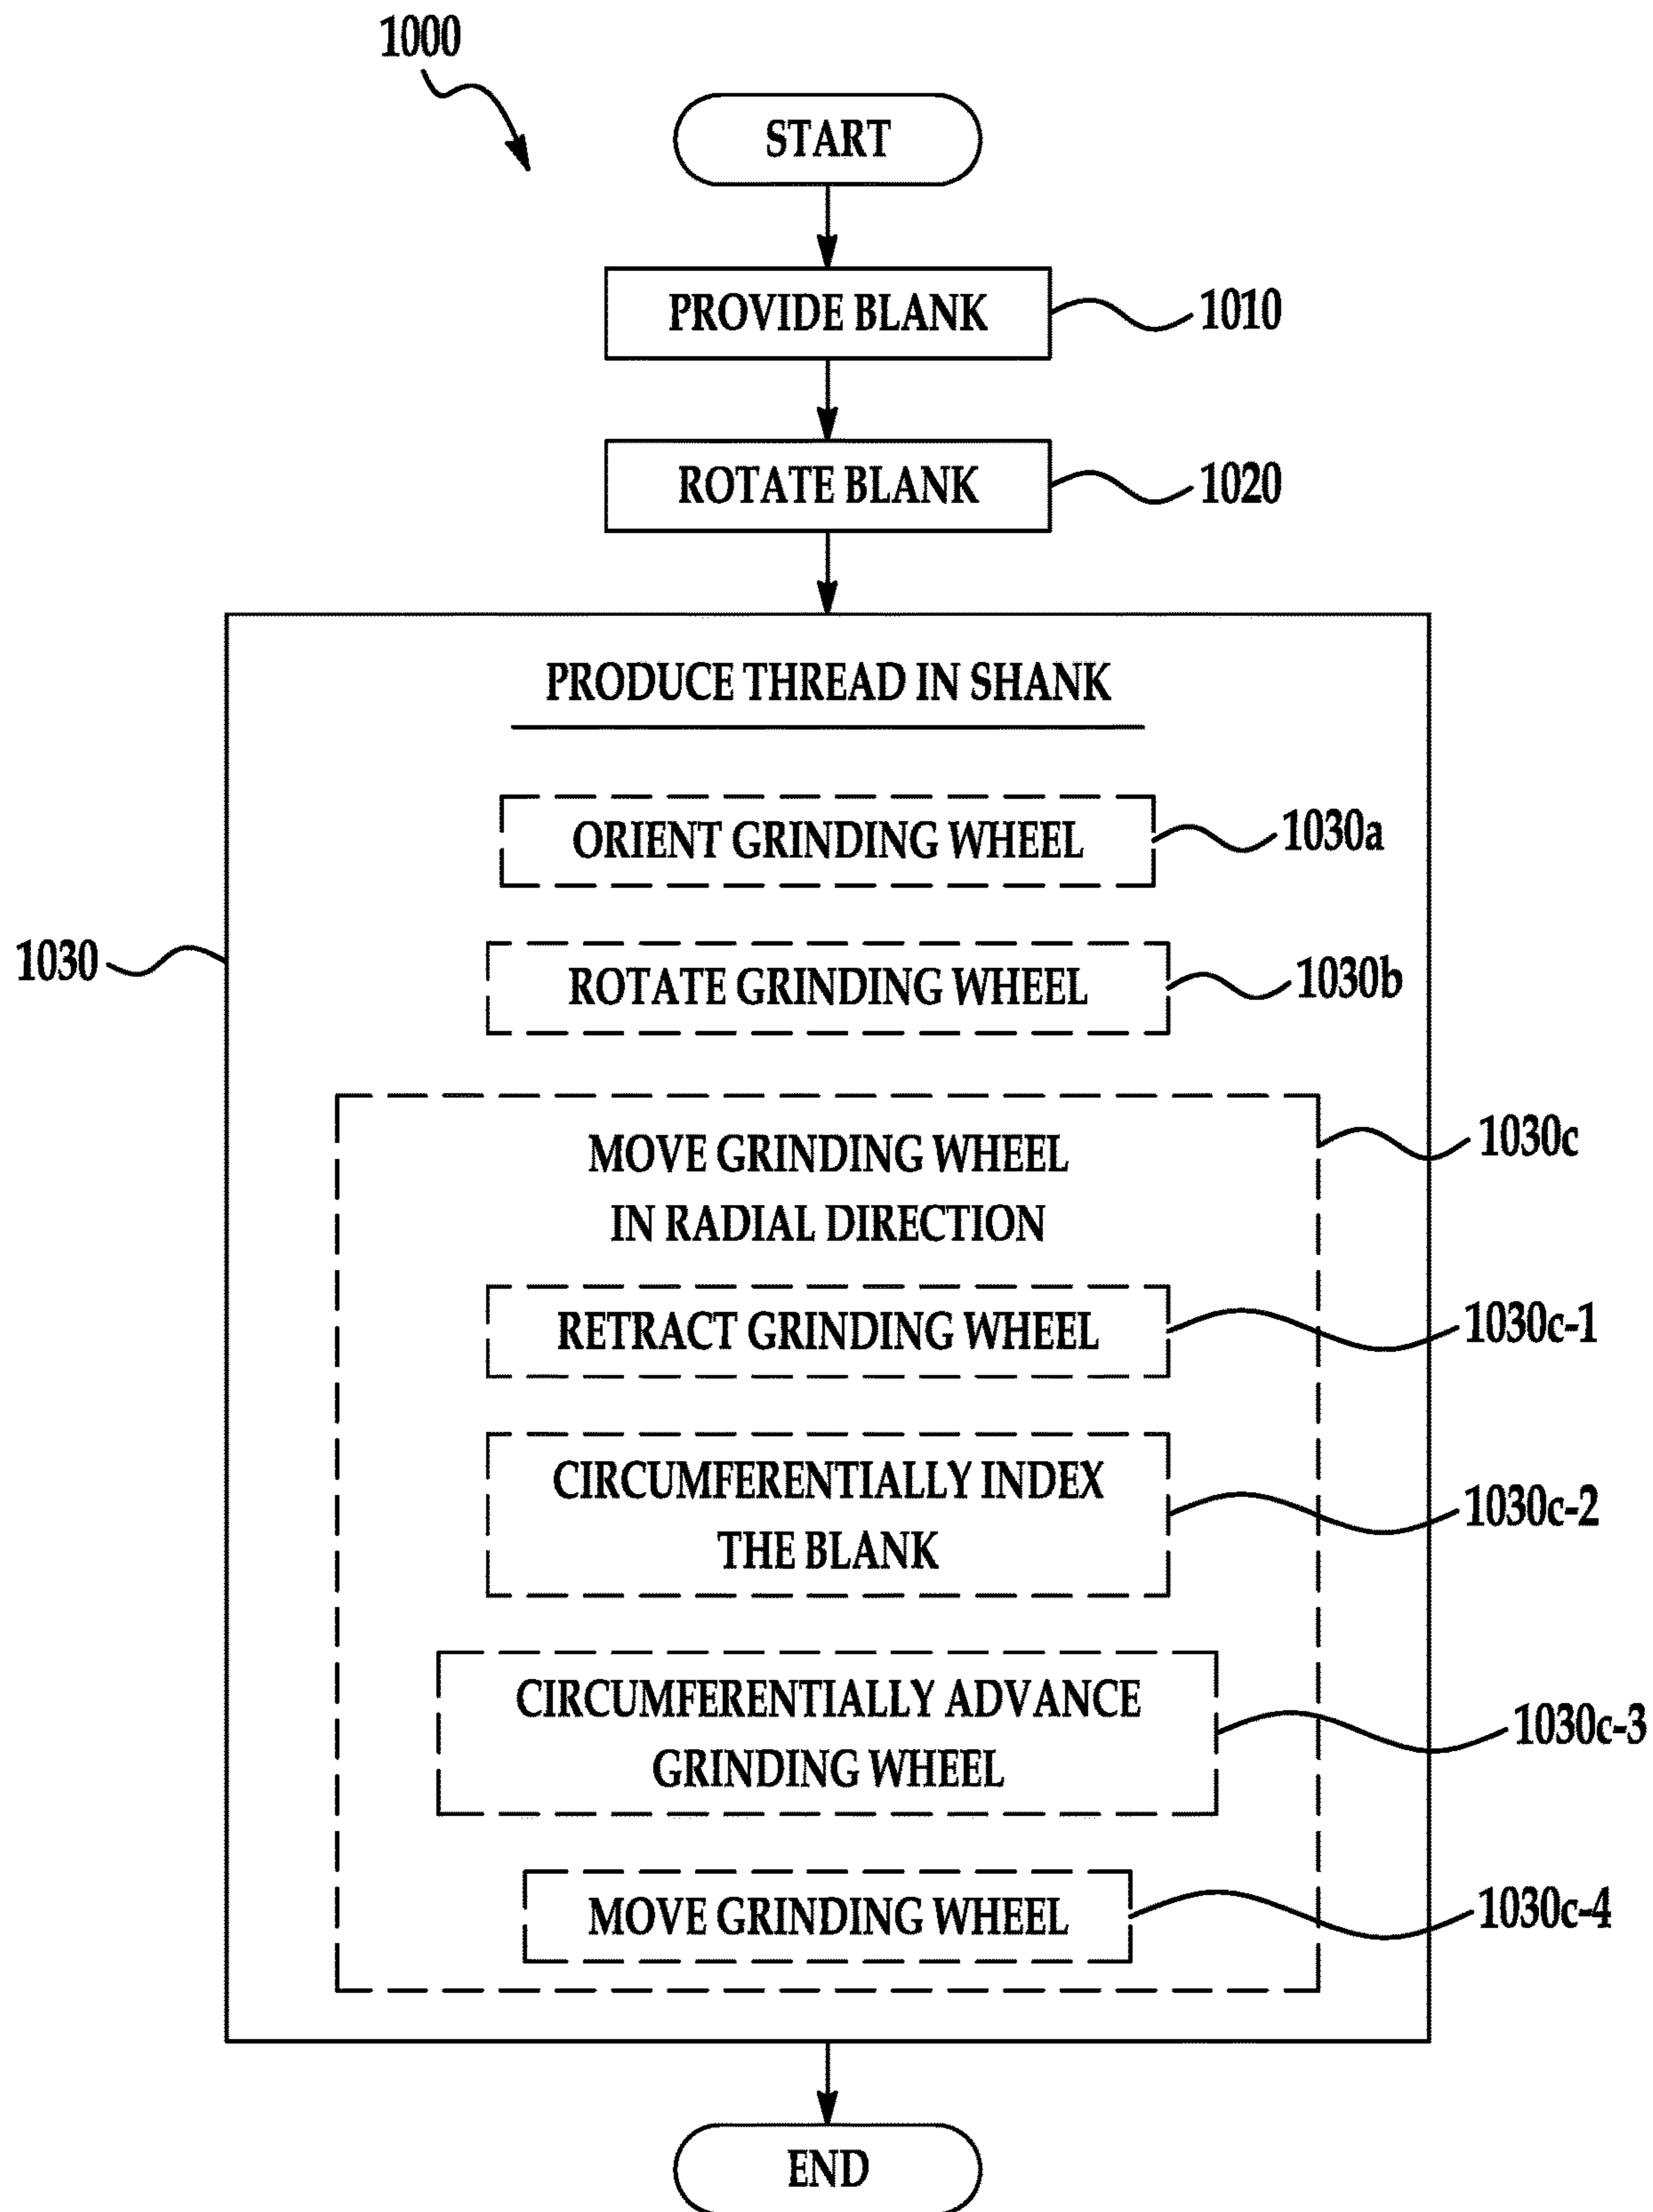 1000
START
PROVIDE BLANK
1010
ROTATE BLANK
1020
PRODUCE THREAD IN SHANK
ORIENT GRINDING WHEEL
1030a
1030
ROTATE GRINDING WHEEL
1030b
MOVE GRINDING WHEEL
IN RADIAL DIRECTION
1030c
RETRACT GRINDING WHEEL
1030c-1
CIRCUMFERENTIALLY INDEX
THE BLANK
1030c-2
CIRCUMFERENTIALLY ADVANCE
GRINDING WHEEL
1030c-3
MOVE GRINDING WHEEL
1030c-4
END